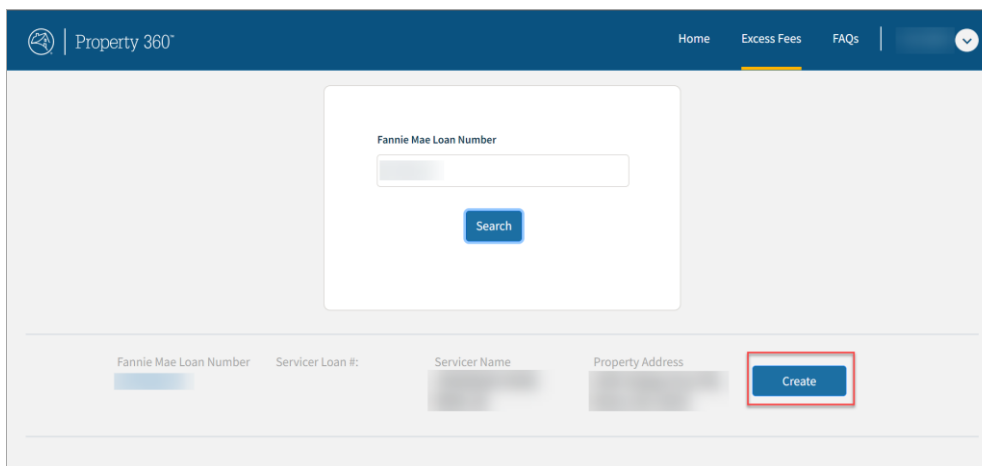 Property 360™
Home Excess Fees FAQs
Fannie Mae Loan Number
Search
Fannie Mae Loan Number Servicer Loan #: Servicer Name Property Address
Create